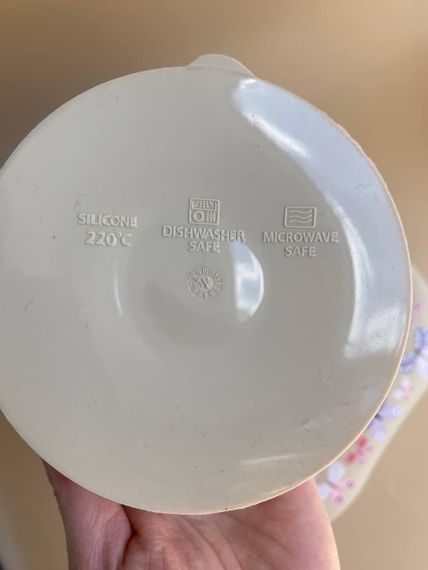 SILICONE
220°C
DISHWASHER
SAFE
MICROWAVE
SAFE